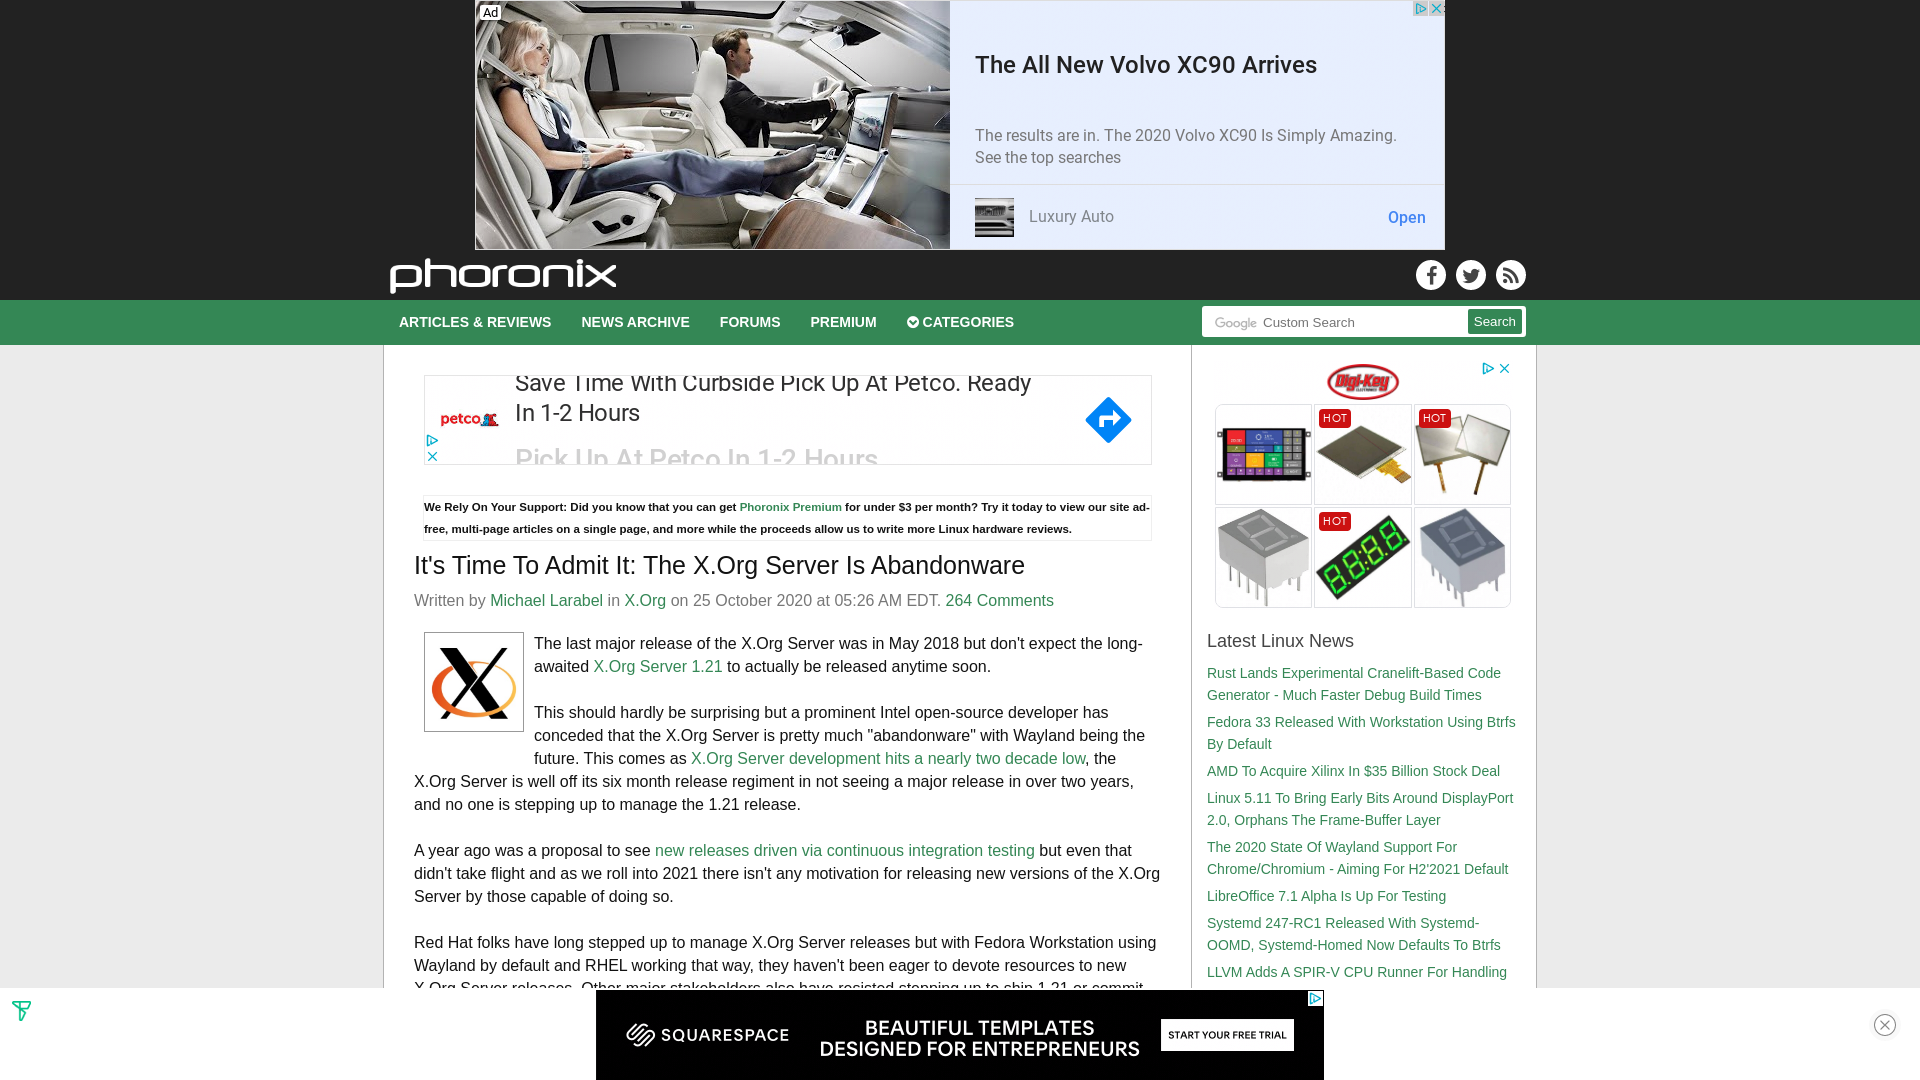 Ad
The All New Volvo XC90 Arrives
The results are in. The 2020 Volvo XC90 Is Simply Amazing.
See the top searches
Luxury Auto
Open
phoronix
ARTICLES & REVIEWS
NEWS ARCHIVE
FORUMS
PREMIUM
CATEGORIES
Google Custom Search
Search
Save Time With Curbside Pick Up At Petco. Ready
In 1-2 Hours
petco
Pick Up At Petco In 1-2 Hours
We Rely On Your Support: Did you know that you can get Phoronix Premium for under $3 per month? Try it today to view our site ad-
free, multi-page articles on a single page, and more while the proceeds allow us to write more Linux hardware reviews.
It's Time To Admit It: The X.Org Server Is Abandonware
Written by Michael Larabel in X.Org on 25 October 2020 at 05:26 AM EDT. 264 Comments
The last major release of the X.Org Server was in May 2018 but don't expect the long-
awaited X.Org Server 1.21 to actually be released anytime soon.
This should hardly be surprising but a prominent Intel open-source developer has
conceded that the X.Org Server is pretty much "abandonware" with Wayland being the
future. This comes as X.Org Server development hits a nearly two decade low, the
X.Org Server is well off its six month release regiment in not seeing a major release in over two years,
and no one is stepping up to manage the 1.21 release.
A year ago was a proposal to see new releases driven via continuous integration testing but even that
didn't take flight and as we roll into 2021 there isn't any motivation for releasing new versions of the X.Org
Server by those capable of doing so.
Red Hat folks have long stepped up to manage X.Org Server releases but with Fedora Workstation using
Wayland by default and RHEL working that way, they haven't been eager to devote resources to new
X.Org Server releases. Other major stakeholders also have resisted stepping up to ship 1.21 or commit
Digi-Key
ELECTRONICS
HOT
HOT
HOT
Latest Linux News
Rust Lands Experimental Cranelift-Based Code
Generator - Much Faster Debug Build Times
Fedora 33 Released With Workstation Using Btrfs
By Default
AMD To Acquire Xilinx In $35 Billion Stock Deal
Linux 5.11 To Bring Early Bits Around DisplayPort
2.0, Orphans The Frame-Buffer Layer
The 2020 State Of Wayland Support For
Chrome/Chromium - Aiming For H2'2021 Default
LibreOffice 7.1 Alpha Is Up For Testing
Systemd 247-RC1 Released With Systemd-
OOMD, Systemd-Homed Now Defaults To Btrfs
LLVM Adds A SPIR-V CPU Runner For Handling
SQUARESPACE
BEAUTIFUL TEMPLATES
DESIGNED FOR ENTREPRENEURS
START YOUR FREE TRIAL